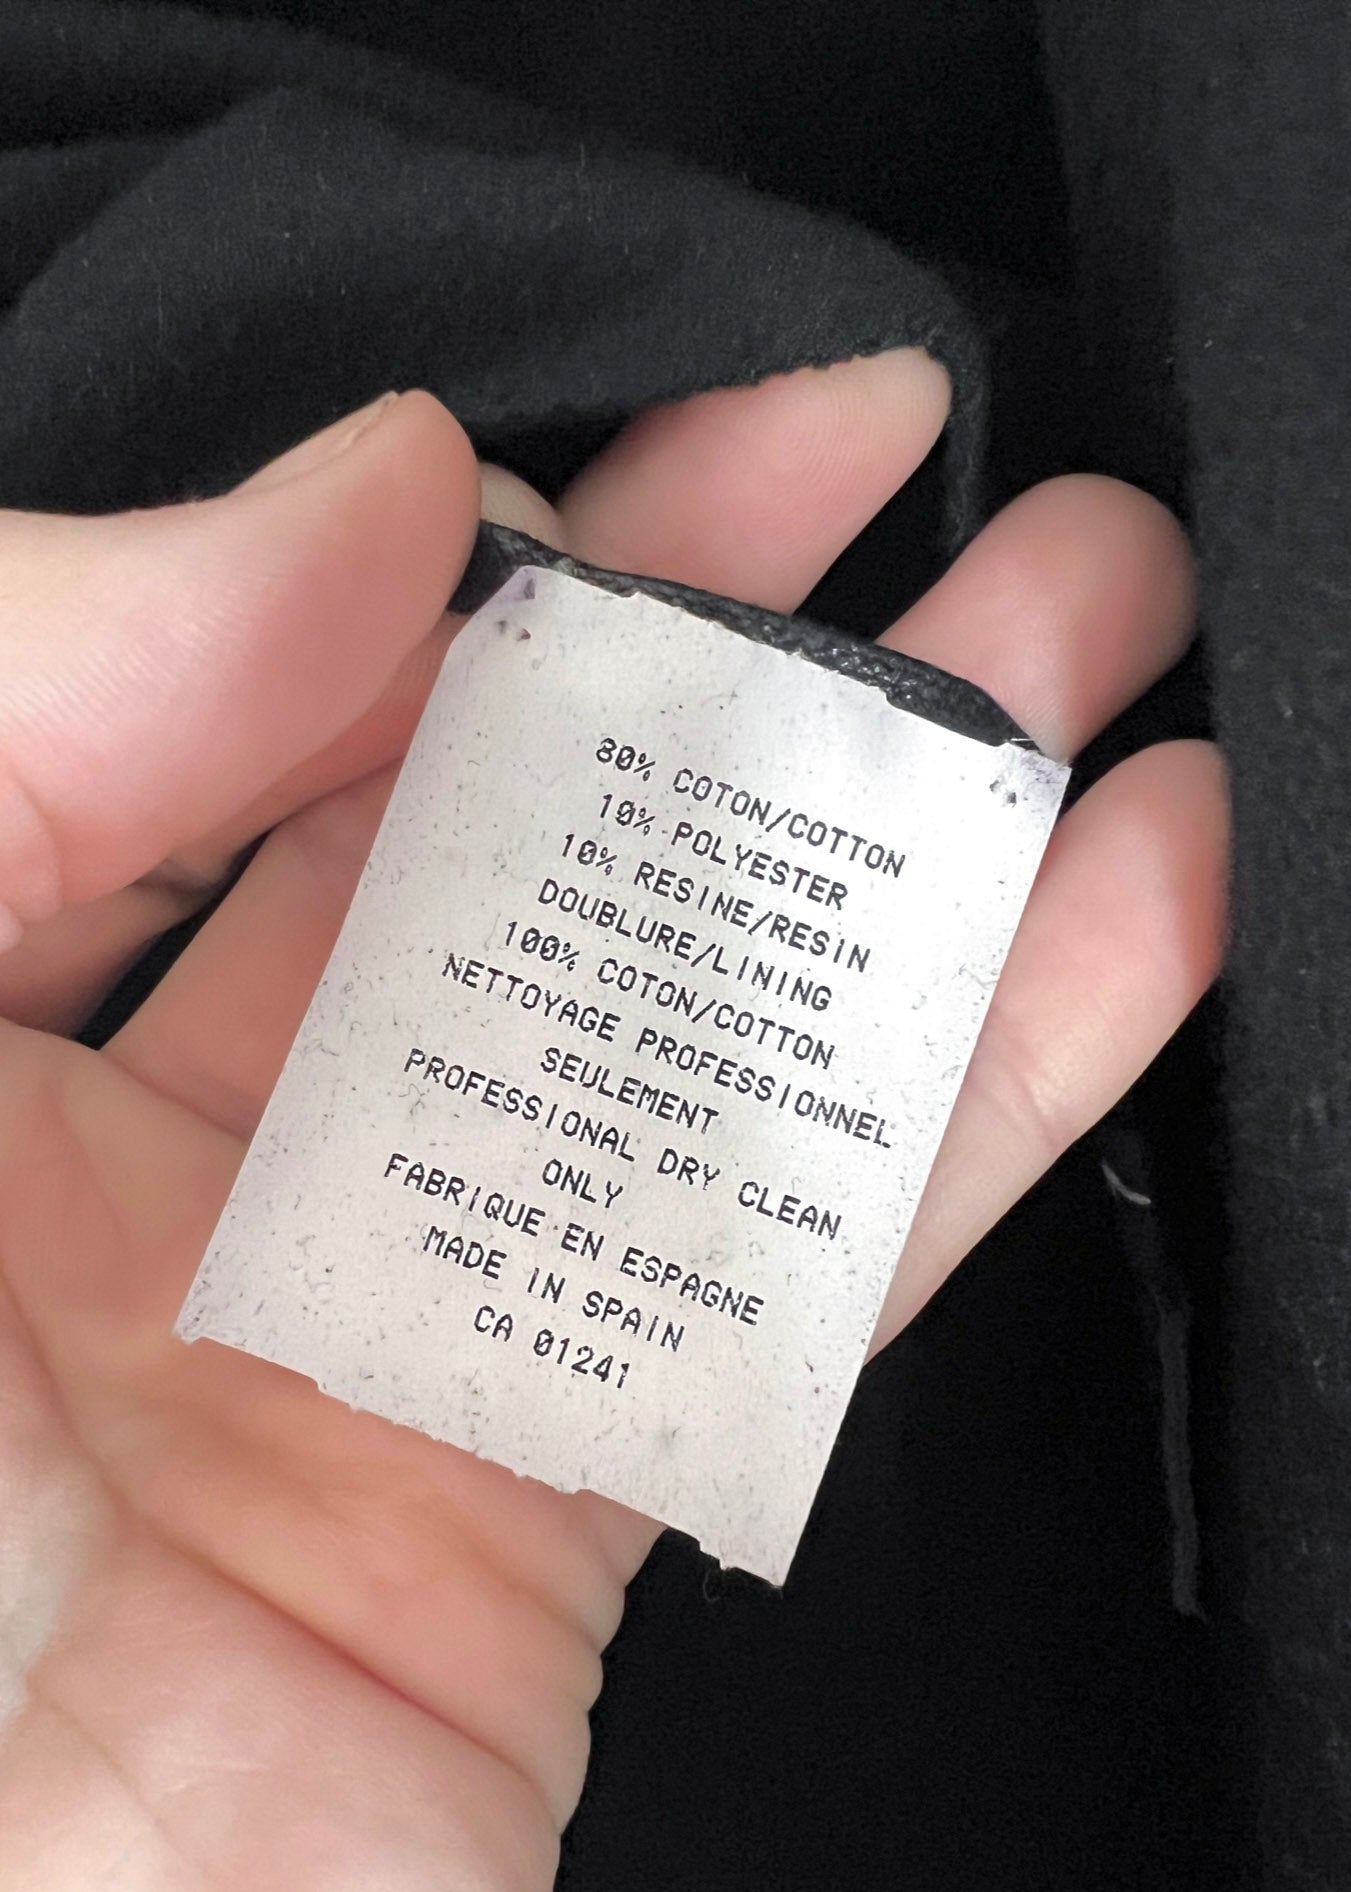 80% COTON/COTTON
10% POLYESTER
10% RESINE/RESIN
DOUBLURE/LINING
100% COTON/COTTON
NETTOYAGE PROFESSIONNEL
SEULEMENT
PROFESSIONAL DRY CLEAN
ONLY
FABRIQUE EN ESPAGNE
MADE IN SPAIN
CA 01241